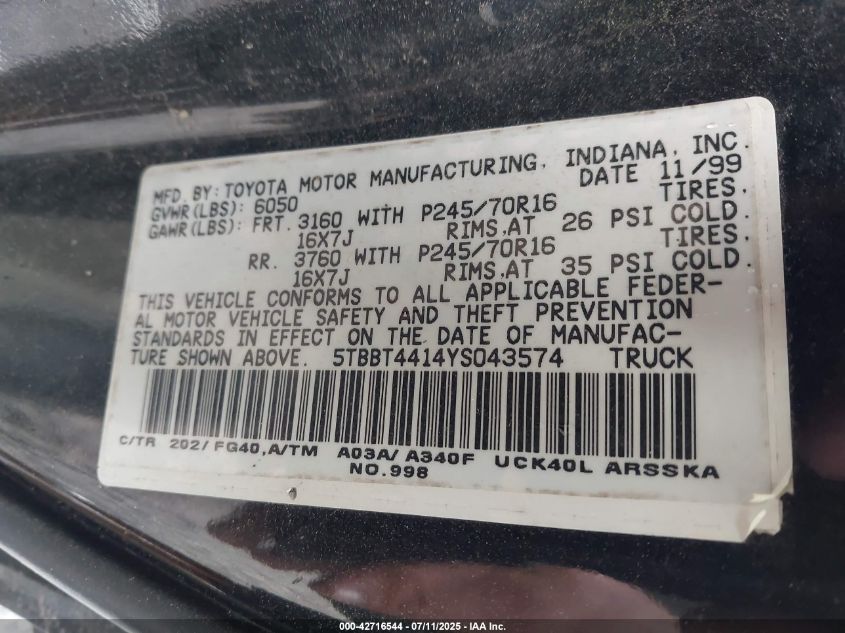 MFD. BY: TOYOTA MOTOR MANUFACTURING, INDIANA, INC.
GVWR(LBS): 6050 DATE 11/99
GAWR(LBS): FRT. 3160 WITH P245/70R16 TIRES.
16X7J RIMS.AT 26 PSI COLD.
RR. 3760 WITH P245/70R16 TIRES.
16X7J RIMS.AT 35 PSI COLD.
THIS VEHICLE CONFORMS TO ALL APPLICABLE FEDER-
AL MOTOR VEHICLE SAFETY AND THEFT PREVENTION
STANDARDS IN EFFECT ON THE DATE OF MANUFAC-
TURE SHOWN ABOVE. 5TBBT4414YS043574 TRUCK
C/TR 202/ FG40,A/TM A03A/ A340F UCK40L ARSSKA
NO.998
000-42716544 - 07/11/2025 - IAA Inc.